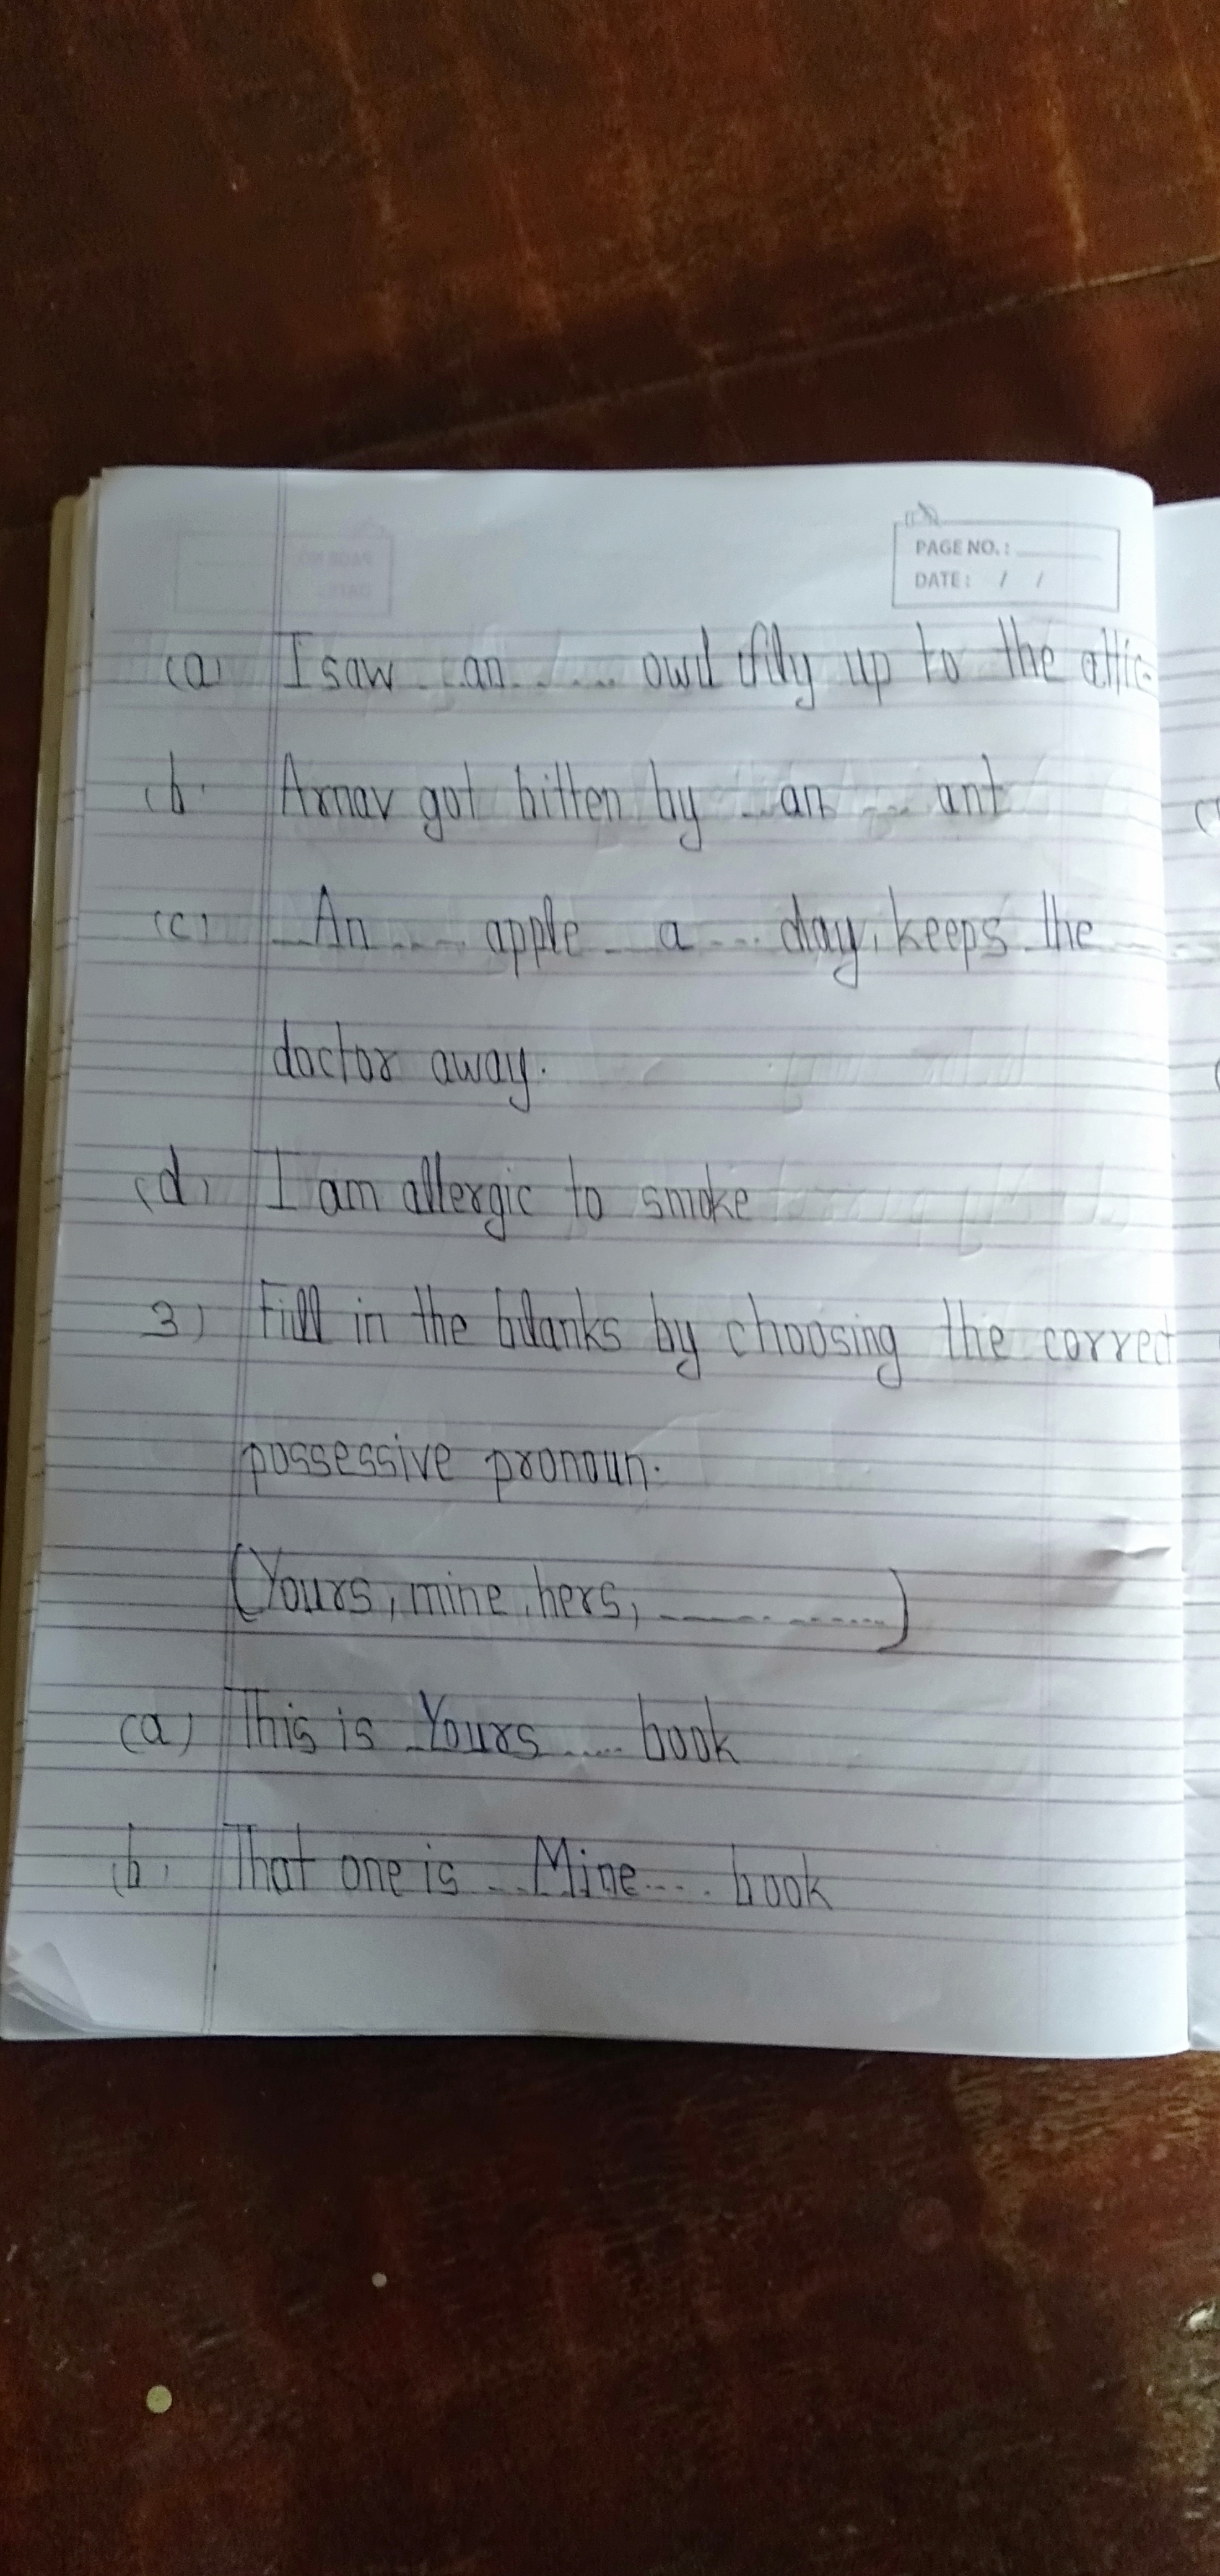 PAGE NO. :
DATE : / /
(a) I saw an owl fly up to the attic
(b) Arnav got bitten by an ant
(c) An apple a day, keeps the
doctor away.
(d) I am allergic to smoke
3) Fill in the blanks by choosing the correct
possessive pronoun.
(Yours, mine, hers, ............)
(a) This is Yours .... book
(b) That one is Mine .... book